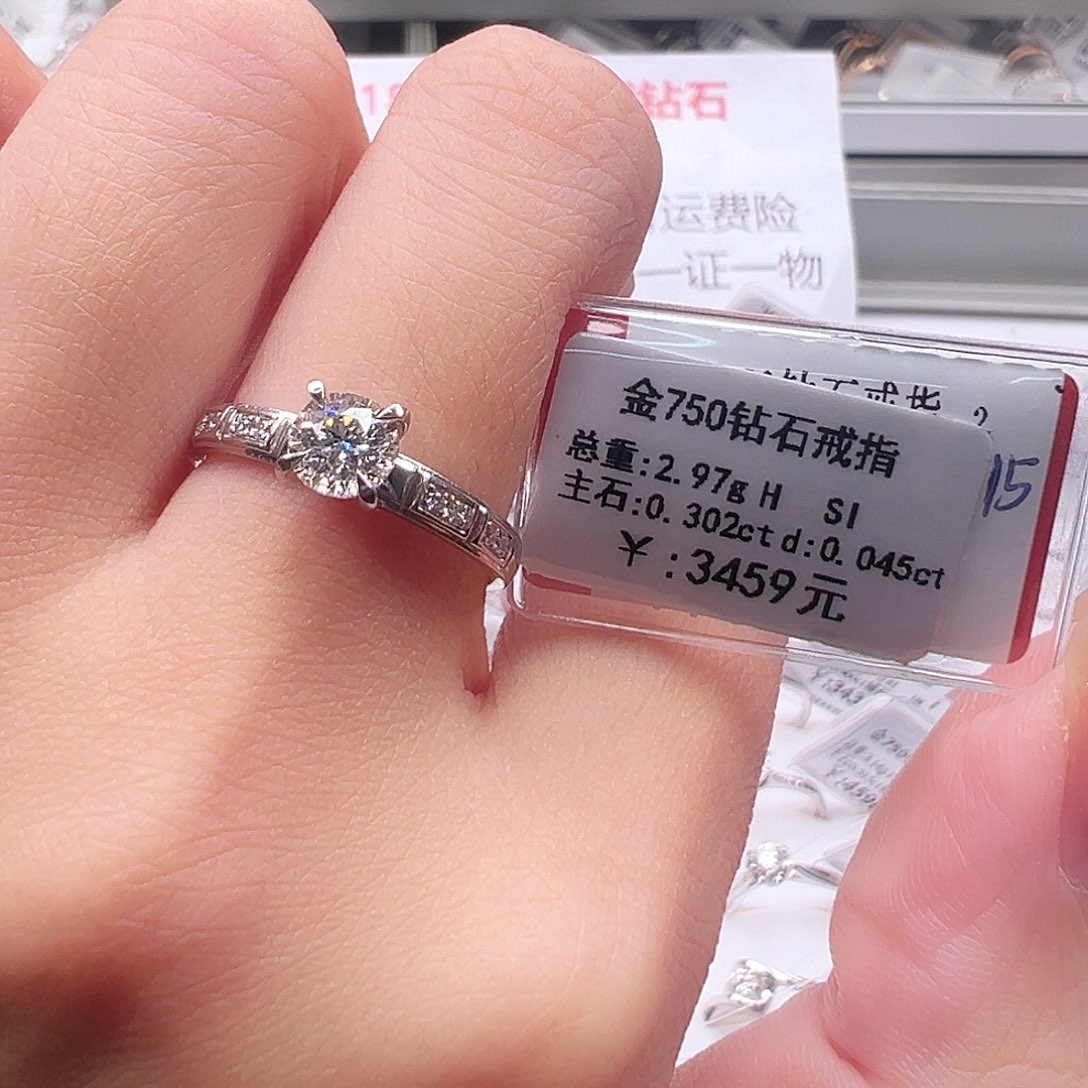 钻石
运费险
一证一物
金750钻石戒指
总重:2.97g H SI
主石:0.302ct d:0.045ct
¥:3459元
15